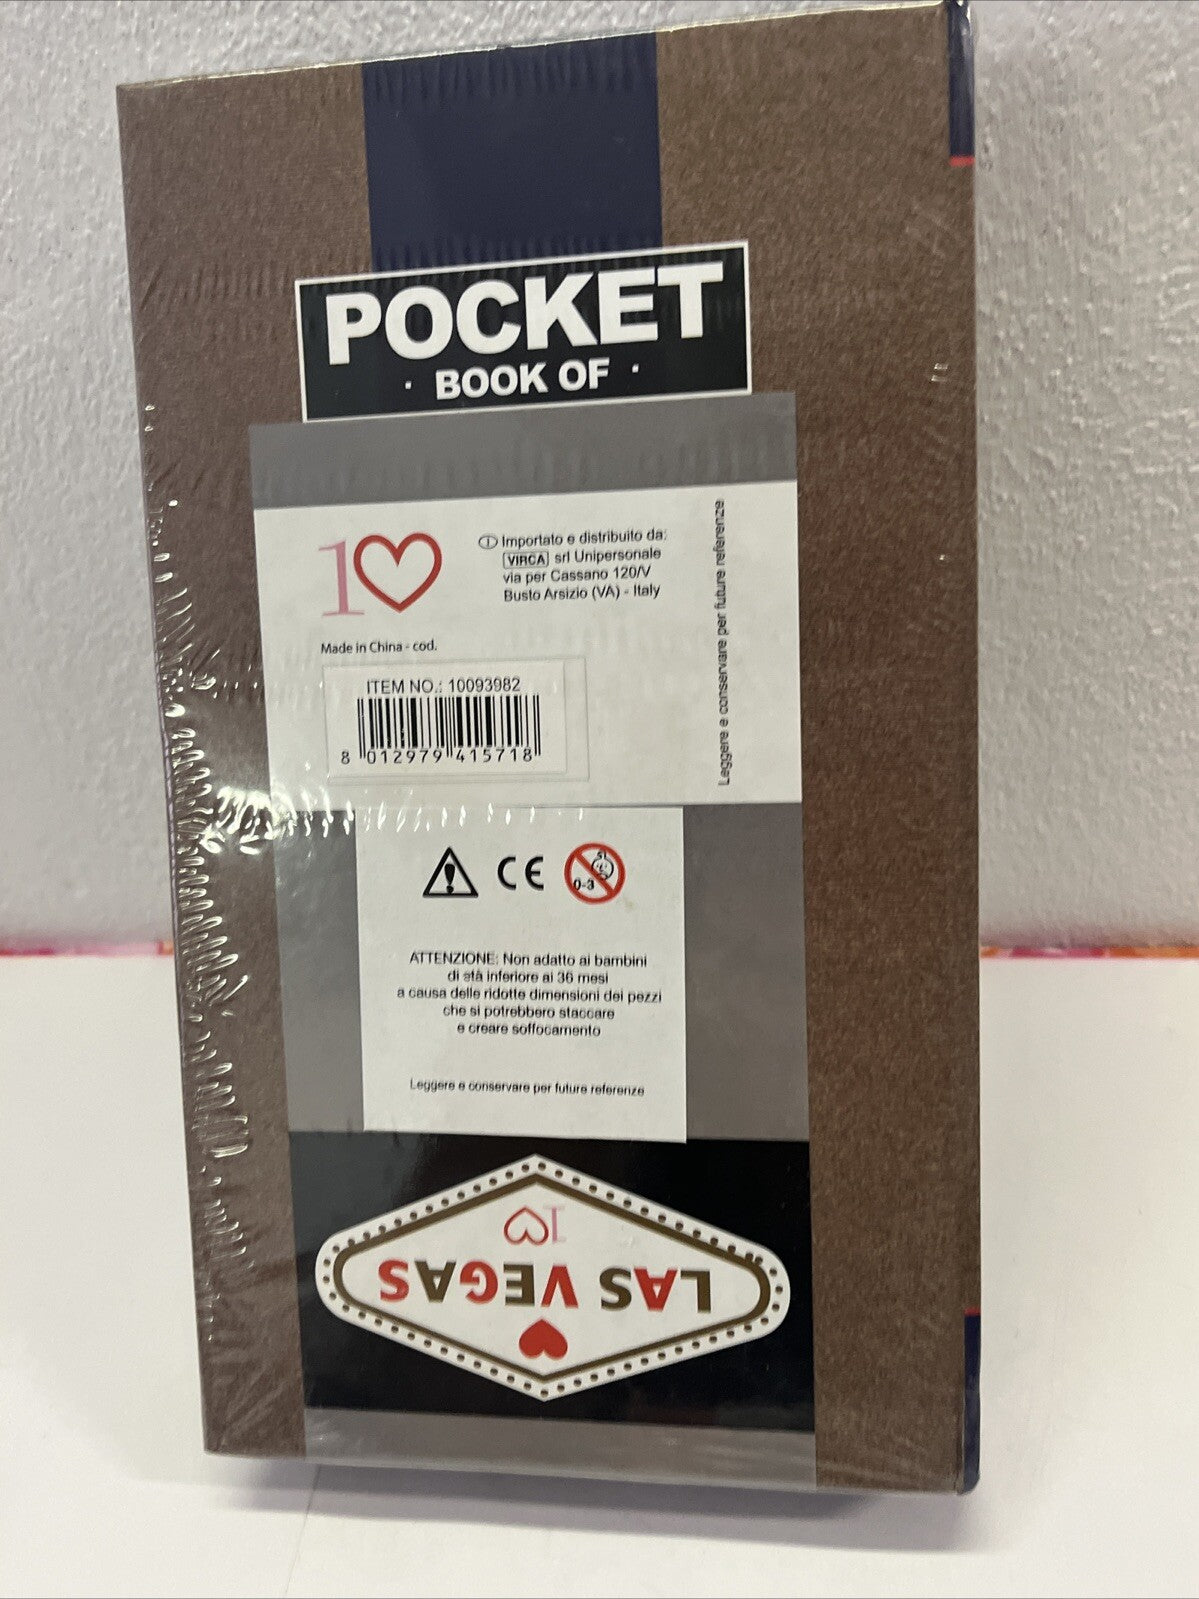 POCKET
· BOOK OF ·
10
I Importato e distribuito da:
VIRCA srl Unipersonale
via per Cassano 120/V
Busto Arsizio (VA) - Italy
Leggere e conservare per future referenze
Made in China - cod.
ITEM NO.: 10093982
8 012979 415718
CE
0-3
ATTENZIONE: Non adatto ai bambini
di età inferiore ai 36 mesi
a causa delle ridotte dimensioni dei pezzi
che si potrebbero staccare
e creare soffocamento
Leggere e conservare per future referenze
LAS VEGAS
10